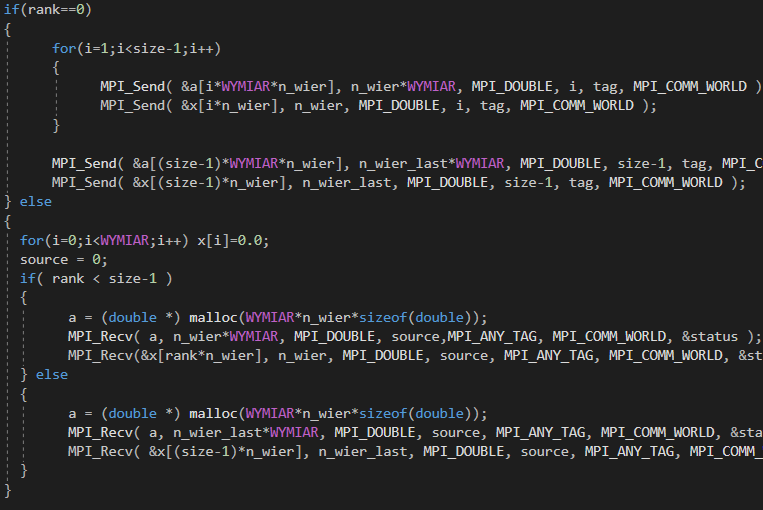 if(rank==0)
{
for(i=1;i<size-1;i++)
{
MPI_Send( &a[i*WYMIAR*n_wier], n_wier*WYMIAR, MPI_DOUBLE, i, tag, MPI_COMM_WORLD )
MPI_Send( &x[i*n_wier], n_wier, MPI_DOUBLE, i, tag, MPI_COMM_WORLD );
}
MPI_Send( &a[(size-1)*WYMIAR*n_wier], n_wier_last*WYMIAR, MPI_DOUBLE, size-1, tag, MPI_C
MPI_Send( &x[(size-1)*n_wier], n_wier_last, MPI_DOUBLE, size-1, tag, MPI_COMM_WORLD );
} else
{
for(i=0;i<WYMIAR;i++) x[i]=0.0;
source = 0;
if( rank < size-1 )
{
a = (double *) malloc(WYMIAR*n_wier*sizeof(double));
MPI_Recv( a, n_wier*WYMIAR, MPI_DOUBLE, source,MPI_ANY_TAG, MPI_COMM_WORLD, &status );
MPI_Recv(&x[rank*n_wier], n_wier, MPI_DOUBLE, source, MPI_ANY_TAG, MPI_COMM_WORLD, &st
} else
{
a = (double *) malloc(WYMIAR*n_wier*sizeof(double));
MPI_Recv( a, n_wier_last*WYMIAR, MPI_DOUBLE, source, MPI_ANY_TAG, MPI_COMM_WORLD, &sta
MPI_Recv( &x[(size-1)*n_wier], n_wier_last, MPI_DOUBLE, source, MPI_ANY_TAG, MPI_COMM_
}
}